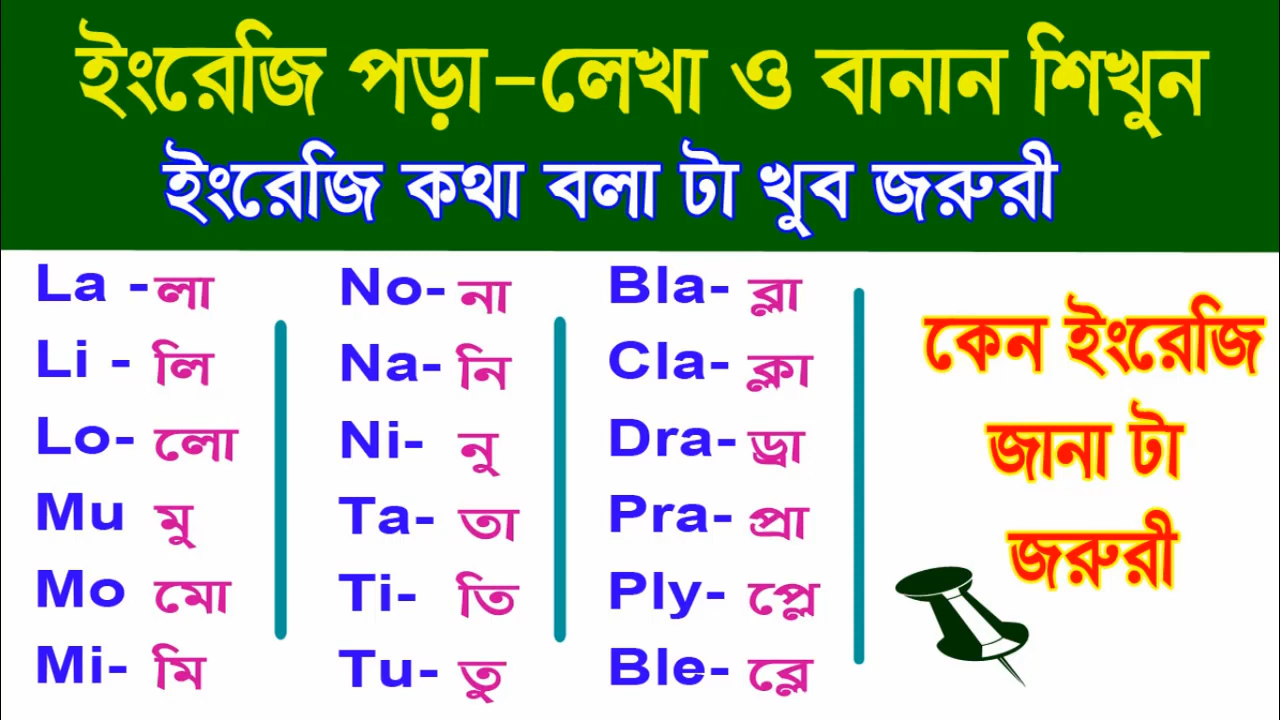 ইংরেজি পড়া-লেখা ও বানান শিখুন
ইংরেজি কথা বলা টা খুব জরুরী
La -লা
Li - লি
Lo- লো
Mu মু
Mo মো
Mi- মি
No- না
Na- নি
Ni- নু
Ta- তা
Ti- তি
Tu- তু
Bla- ব্লা
Cla- ক্লা
Dra- ড্রা
Pra- প্রা
Ply- প্লে
Ble- ব্লে
কেন ইংরেজি
জানা টা
জরুরী